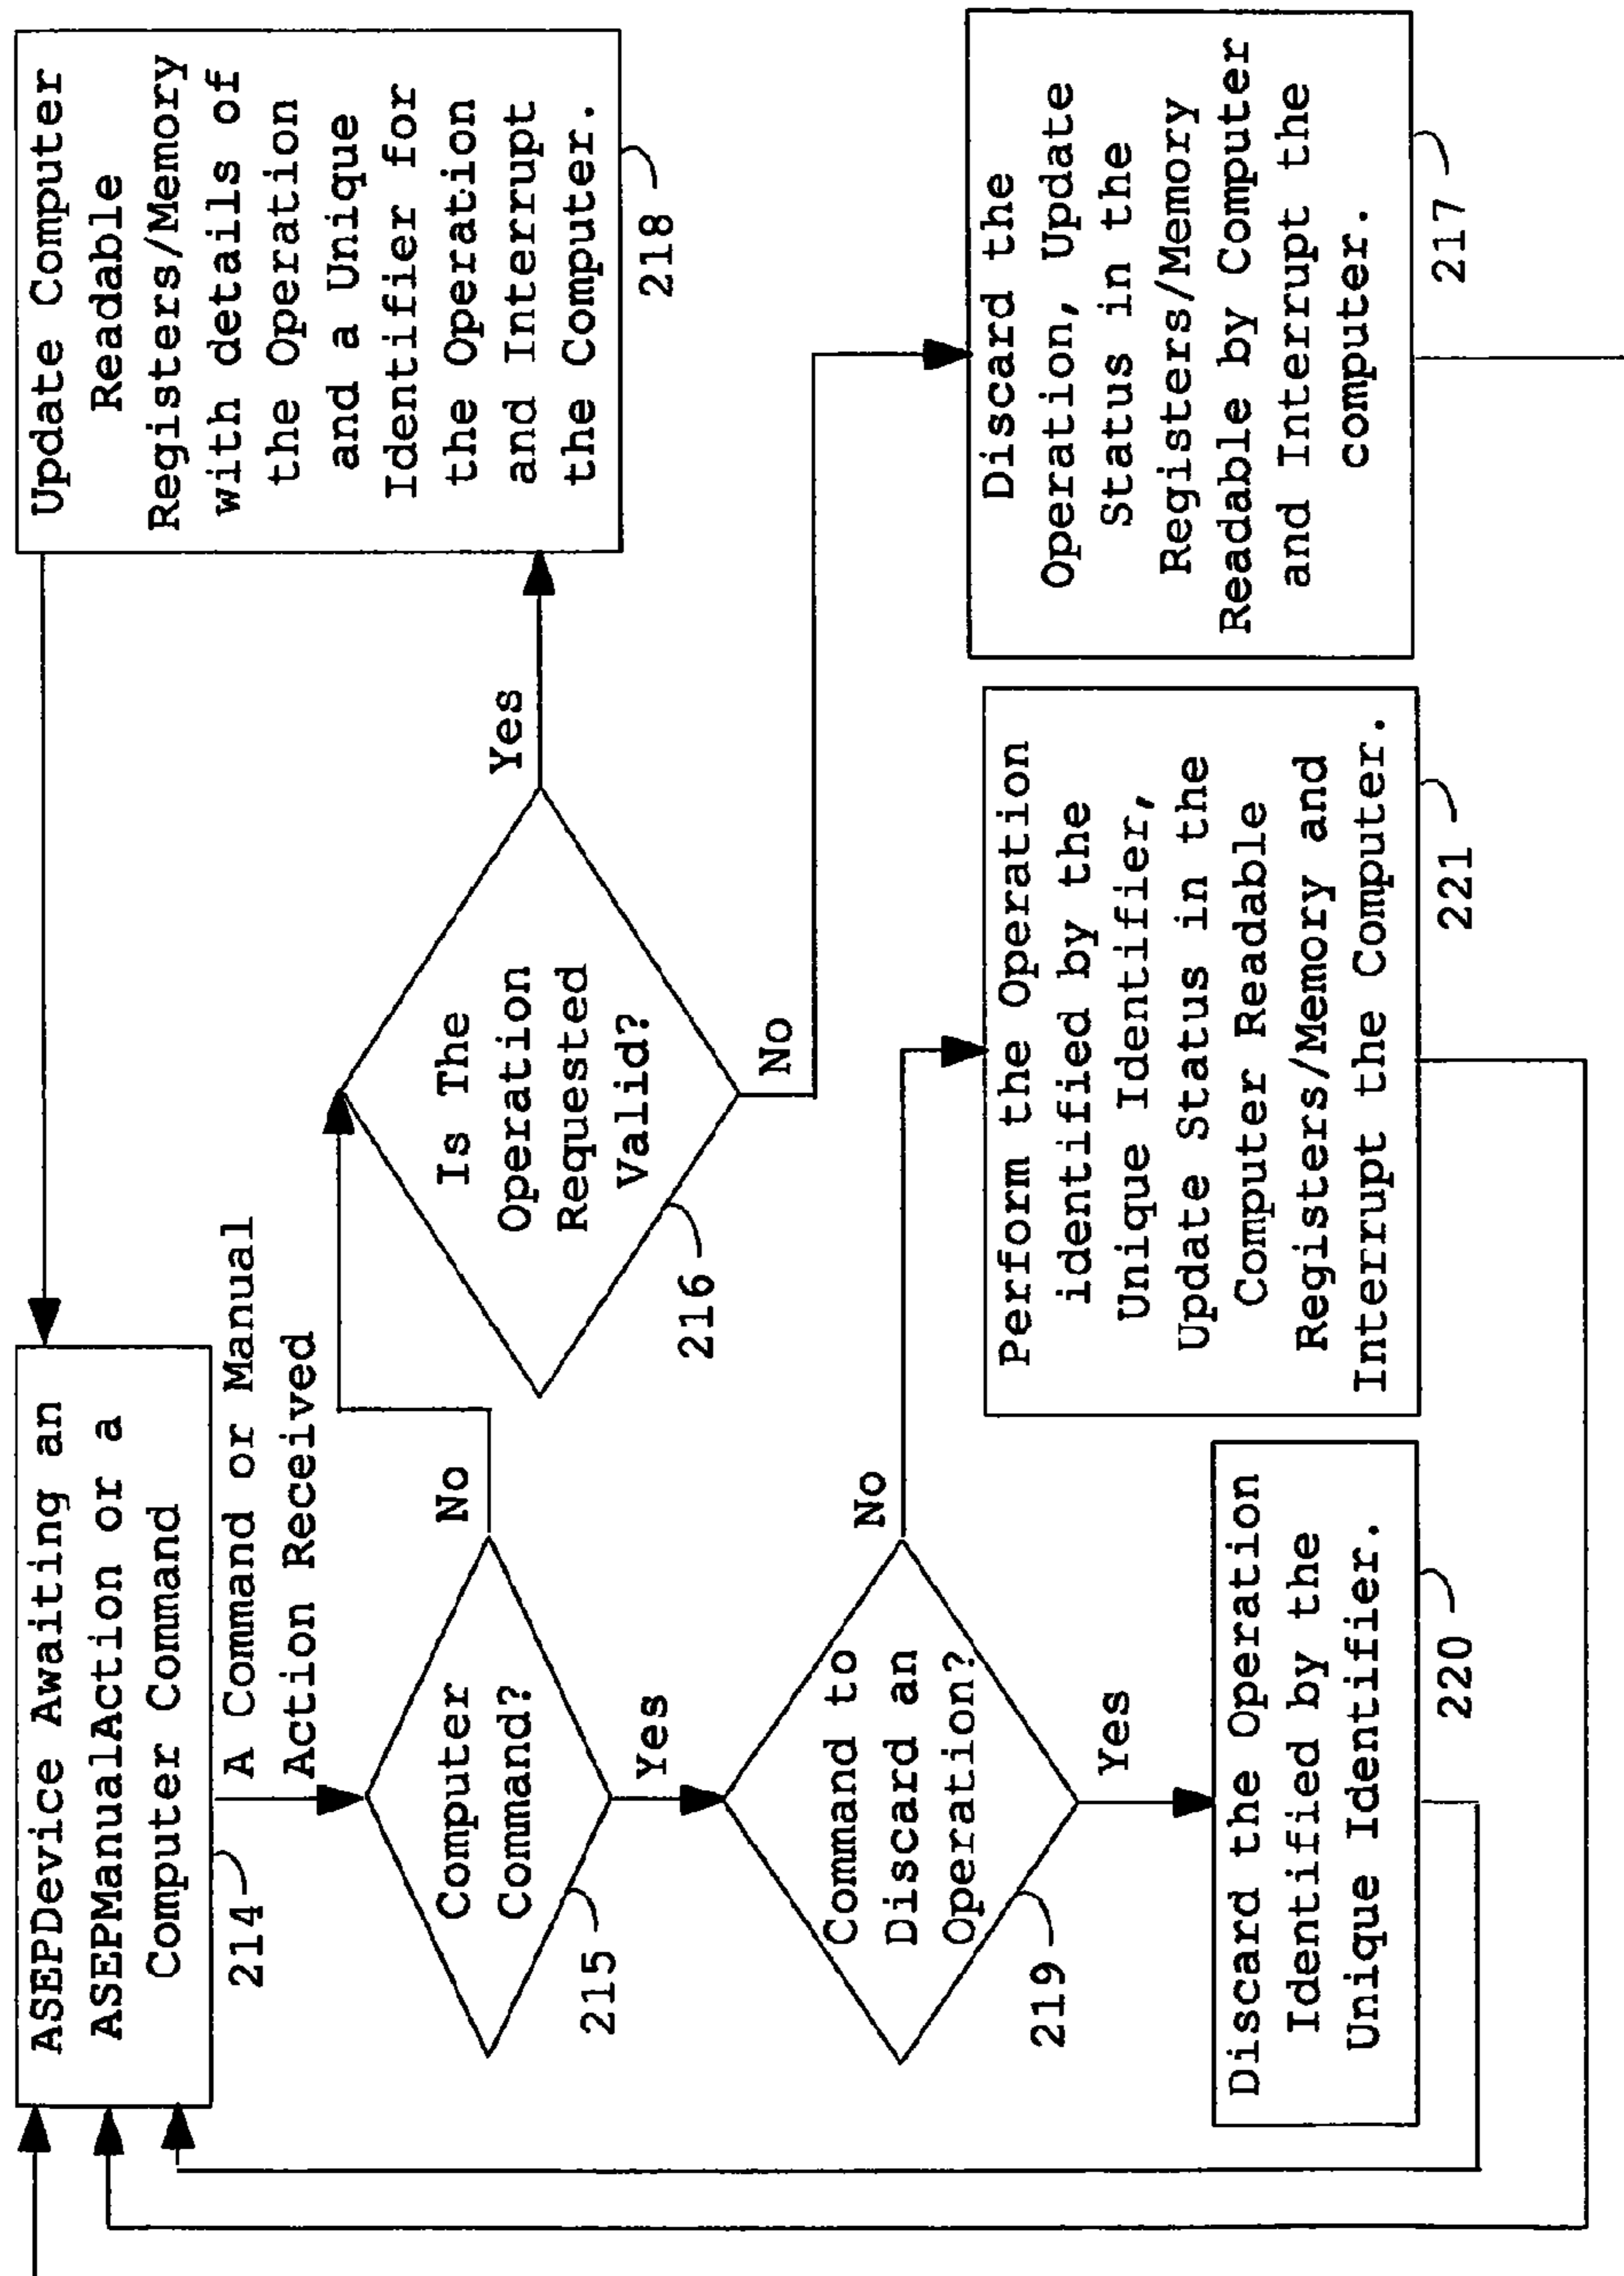 ASEPDevice Awaiting an
ASEPManualAction or a
Computer Command
214
A Command or Manual
Action Received
Computer
Command?
215
No
Yes
Is The
Operation
Requested
Valid?
216
Yes
No
Update Computer
Readable
Registers/Memory
with details of
the Operation
and a Unique
Identifier for
the Operation
and Interrupt
the Computer.
218
Command to
Discard an
Operation?
219
No
Yes
Discard the Operation
Identified by the
Unique Identifier.
220
Perform the Operation
identified by the
Unique Identifier,
Update Status in the
Computer Readable
Registers/Memory and
Interrupt the Computer.
221
Discard the
Operation, Update
Status in the
Registers/Memory
Readable by Computer
and Interrupt the
computer.
217